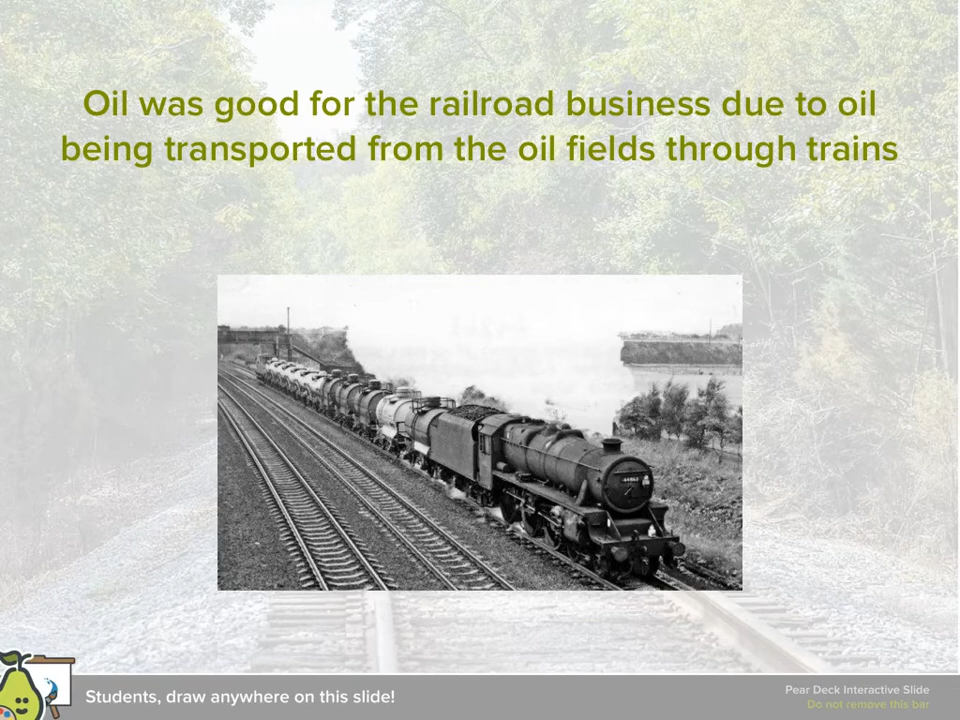 Oil was good for the railroad business due to oil
being transported from the oil fields through trains
Students, draw anywhere on this slide!
Pear Deck Interactive Slide
Do not remove this bar